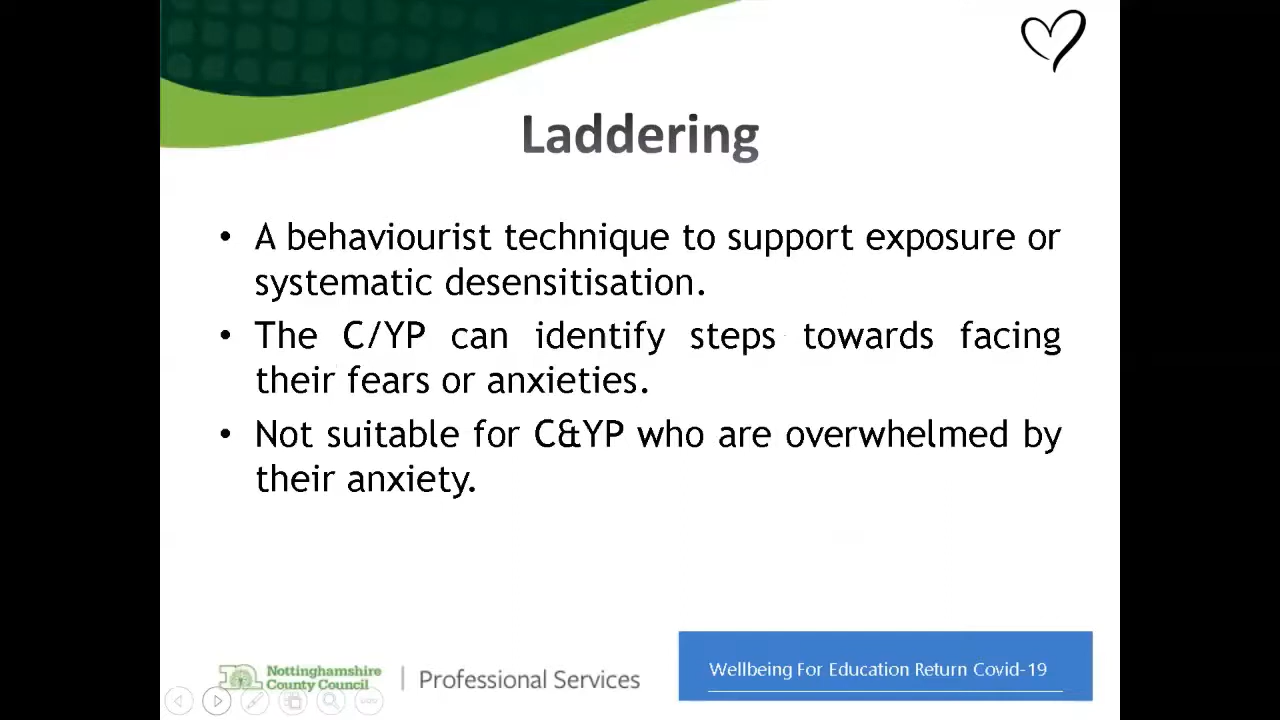 Laddering
• A behaviourist technique to support exposure or
systematic desensitisation.
• The C/YP can identify steps towards facing
their fears or anxieties.
• Not suitable for C&YP who are overwhelmed by
their anxiety.
Nottinghamshire
County Council
Professional Services
Wellbeing For Education Return Covid-19